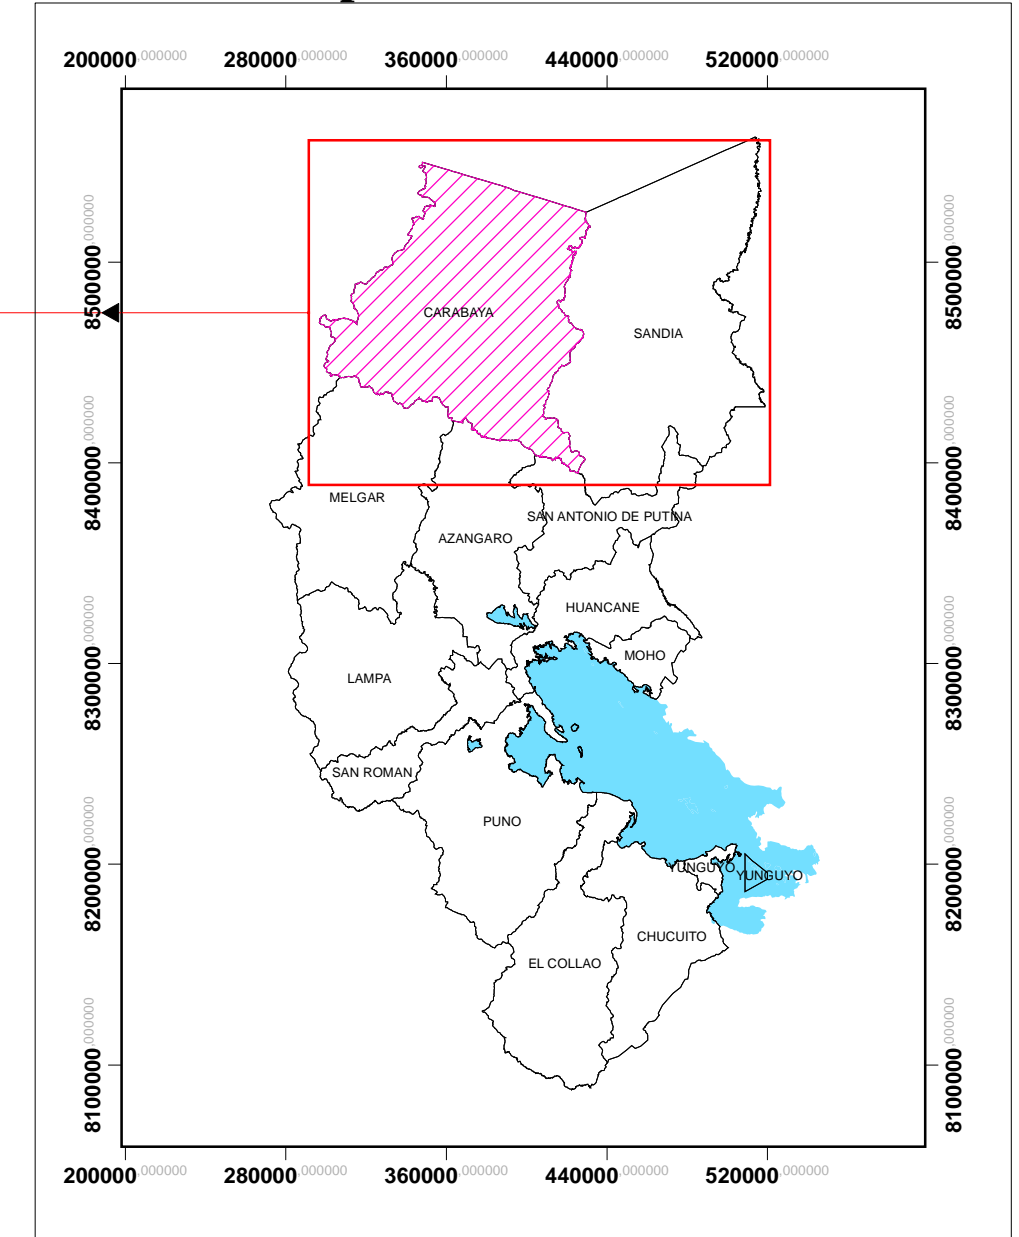 200000,000000 280000,000000 360000,000000 440000,000000 520000,000000
8500000,000000
8500000,000000
CARABAYA
SANDIA
8400000,000000
8400000,000000
MELGAR
SAN ANTONIO DE PUTINA
AZANGARO
8300000,000000
8300000,000000
HUANCANE
MOHO
LAMPA
SAN ROMAN
PUNO
8200000,000000
8200000,000000
YUNGUYO
YUNGUYO
CHUCUITO
EL COLLAO
8100000,000000
8100000,000000
200000,000000 280000,000000 360000,000000 440000,000000 520000,000000